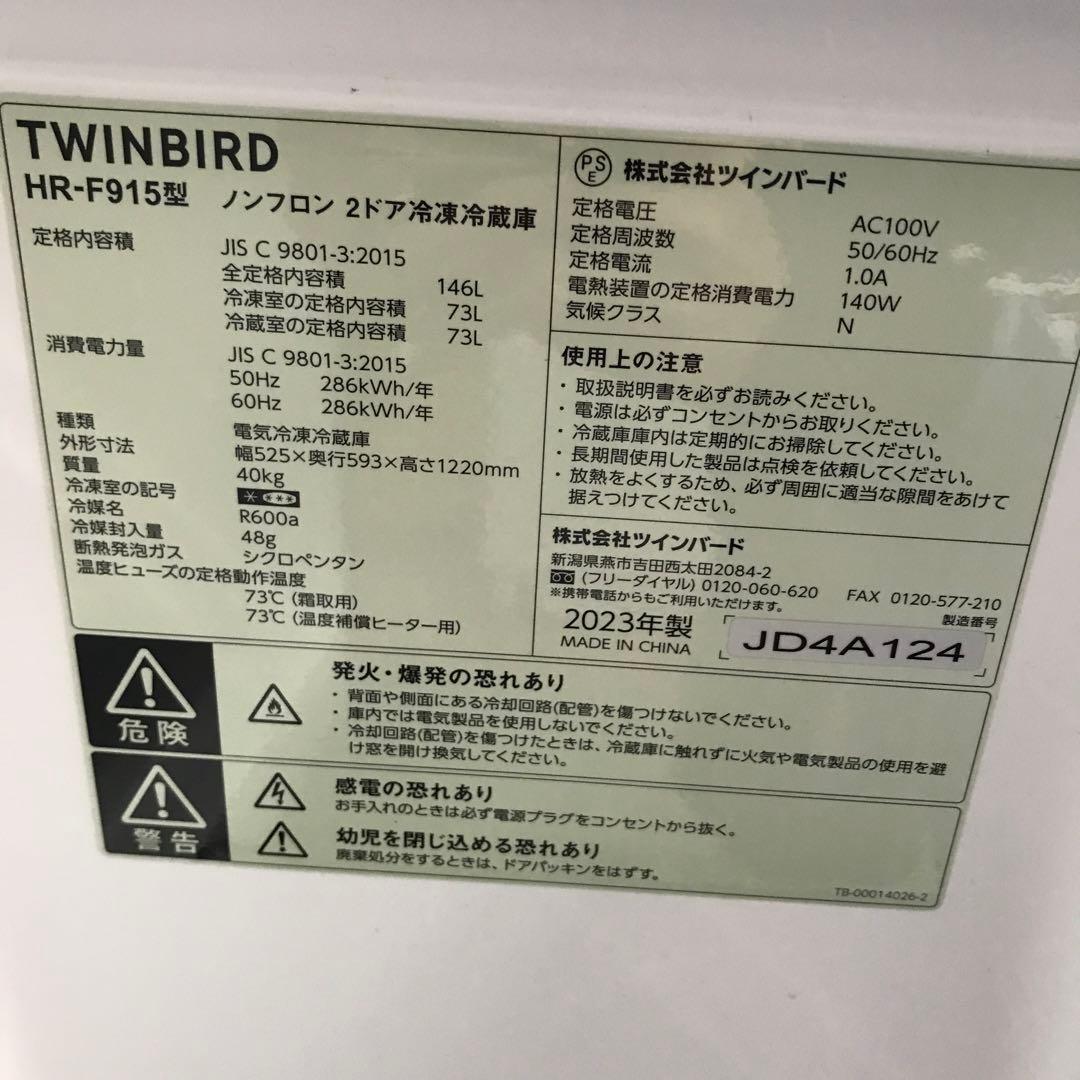 TWINBIRD
HR-F915型 ノンフロン 2ドア冷凍冷蔵庫
定格内容積 JIS C 9801-3:2015
全定格内容積 146L
冷凍室の定格内容積 73L
冷蔵室の定格内容積 73L
消費電力量 JIS C 9801-3:2015
50Hz 286kWh/年
60Hz 286kWh/年
種類 電気冷凍冷蔵庫
外形寸法 幅525×奥行593×高さ1220mm
質量 40kg
冷凍室の記号
冷媒名 R600a
冷媒封入量 48g
断熱発泡ガス シクロペンタン
温度ヒューズの定格動作温度
73℃（霜取用）
73℃（温度補償ヒーター用）
PSE 株式会社ツインバード
定格電圧 AC100V
定格周波数 50/60Hz
定格電流 1.0A
電熱装置の定格消費電力 140W
気候クラス N
使用上の注意
・取扱説明書を必ずお読みください。
・電源は必ずコンセントからお取りください。
・冷蔵庫庫内は定期的にお掃除してください。
・長期間使用した製品は点検を依頼してください。
・放熱をよくするため、必ず周囲に適当な隙間をあけて
据えつけてください。
株式会社ツインバード
新潟県燕市吉田西太田2084-2
(フリーダイヤル) 0120-060-620 FAX 0120-577-210
※携帯電話からもご利用いただけます。
製造番号
2023年製 JD4A124
MADE IN CHINA
危険
発火・爆発の恐れあり
・背面や側面にある冷却回路(配管)を傷つけないでください。
・庫内では電気製品を使用しないでください。
・冷却回路(配管)を傷つけたときは、冷蔵庫に触れずに火気や電気製品の使用を避
け窓を開け換気してください。
警告
感電の恐れあり
お手入れのときは必ず電源プラグをコンセントから抜く。
幼児を閉じ込める恐れあり
廃棄処分をするときは、ドアパッキンをはずす。
TB-00014026-2